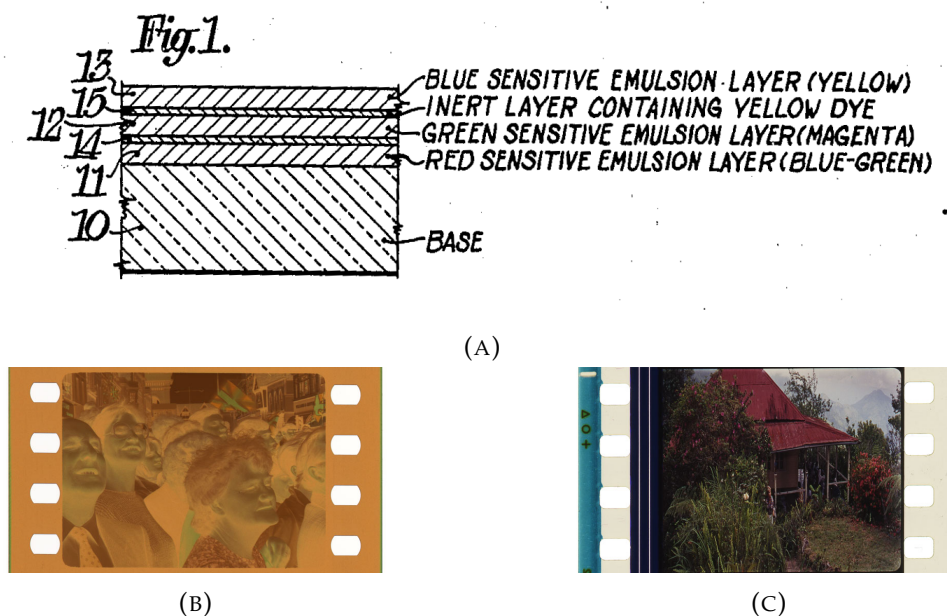 Fig.1.
13
15
12
14
11
10
BLUE SENSITIVE EMULSION LAYER (YELLOW)
INERT LAYER CONTAINING YELLOW DYE
GREEN SENSITIVE EMULSION LAYER (MAGENTA)
RED SENSITIVE EMULSION LAYER (BLUE-GREEN)
BASE
(A)
(B)
(C)